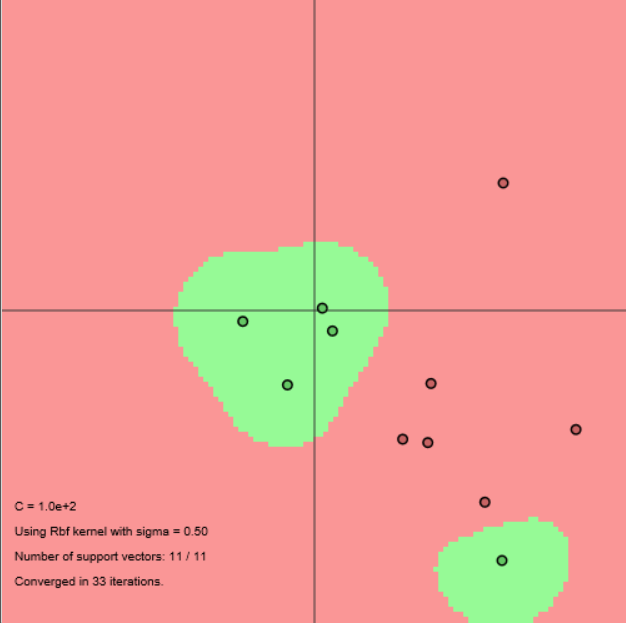 C = 1.0e+2
Using Rbf kernel with sigma = 0.50
Number of support vectors: 11 / 11
Converged in 33 iterations.